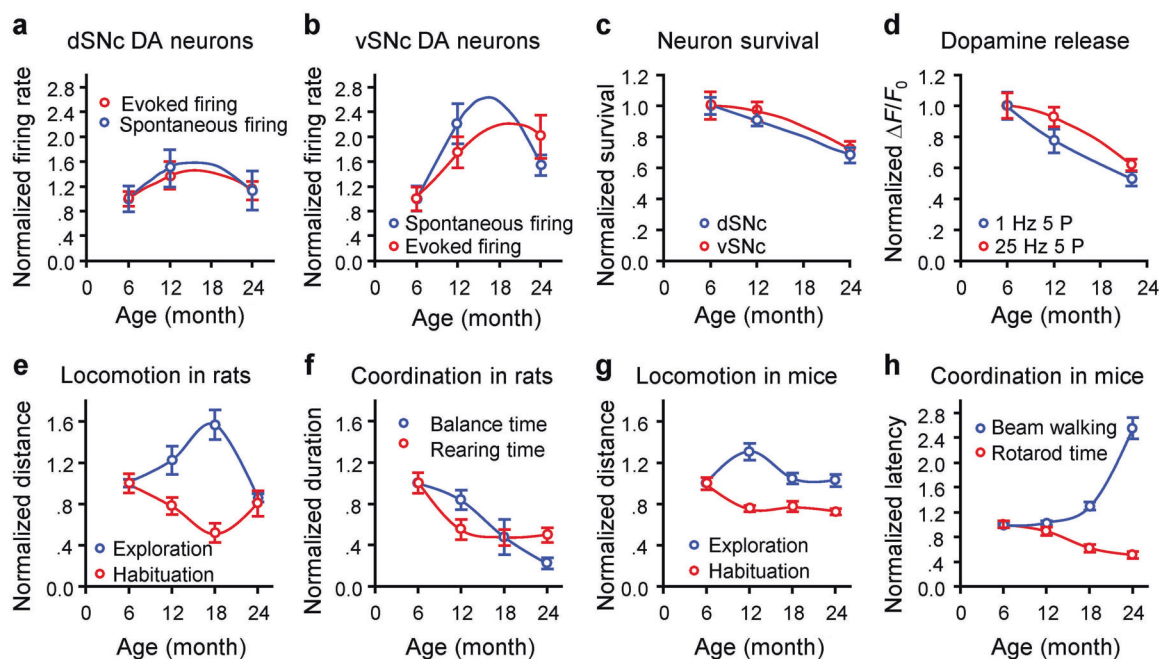 a
dSNc DA neurons
Normalized firing rate
2.8
2.4
2.0
1.6
1.2
.8
.4
0.0
Evoked firing
Spontaneous firing
0 6 12 18 24
Age (month)
b
vSNc DA neurons
Normalized firing rate
2.8
2.4
2.0
1.6
1.2
.8
.4
0.0
Spontaneous firing
Evoked firing
0 6 12 18 24
Age (month)
c
Neuron survival
Normalized survival
1.2
1.0
.8
.6
.4
.2
0
dSNc
vSNc
0 6 12 18 24
Age (month)
d
Dopamine release
Normalized ΔF/F0
1.2
1.0
.8
.6
.4
.2
0.0
1 Hz 5 P
25 Hz 5 P
0 6 12 18 24
Age (month)
e
Locomotion in rats
Normalized distance
1.6
1.2
.8
.4
0.0
Exploration
Habituation
0 6 12 18 24
Age (month)
f
Coordination in rats
Normalized duration
1.6
1.2
.8
.4
0.0
Balance time
Rearing time
0 6 12 18 24
Age (month)
g
Locomotion in mice
Normalized distance
1.6
1.2
.8
.4
0.0
Exploration
Habituation
0 6 12 18 24
Age (month)
h
Coordination in mice
Normalized latency
2.8
2.4
2.0
1.6
1.2
.8
.4
0.0
Beam walking
Rotarod time
0 6 12 18 24
Age (month)